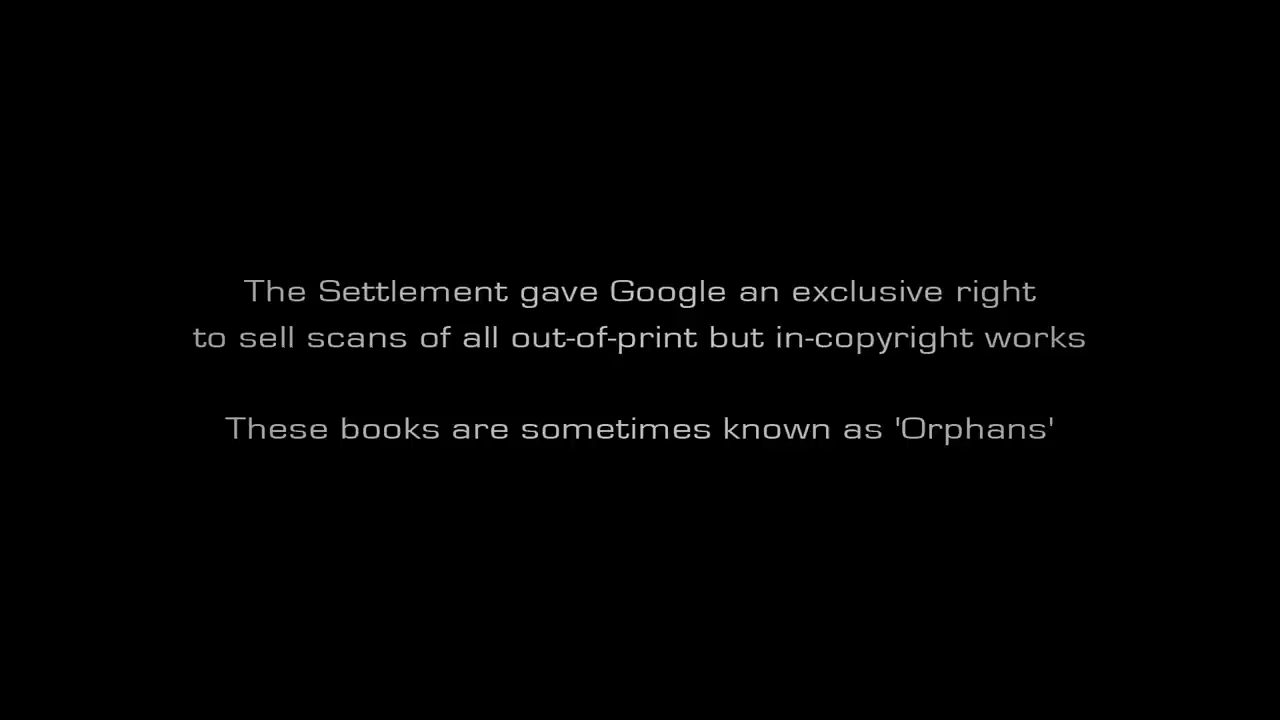 The Settlement gave Google an exclusive right
to sell scans of all out-of-print but in-copyright works
These books are sometimes known as 'Orphans'